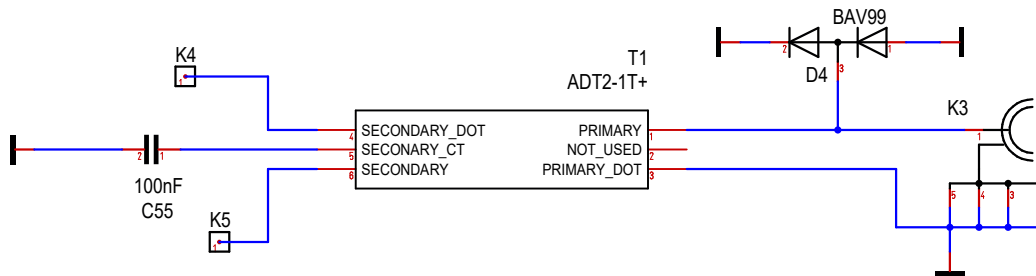 BAV99
2
1
D4
3
K4
1
T1
ADT2-1T+
K3
1
SECONDARY_DOT
PRIMARY
4
1
2
1
SECONARY_CT
NOT_USED
5
2
SECONDARY
PRIMARY_DOT
6
3
100nF
C55
K5
1
5
4
3